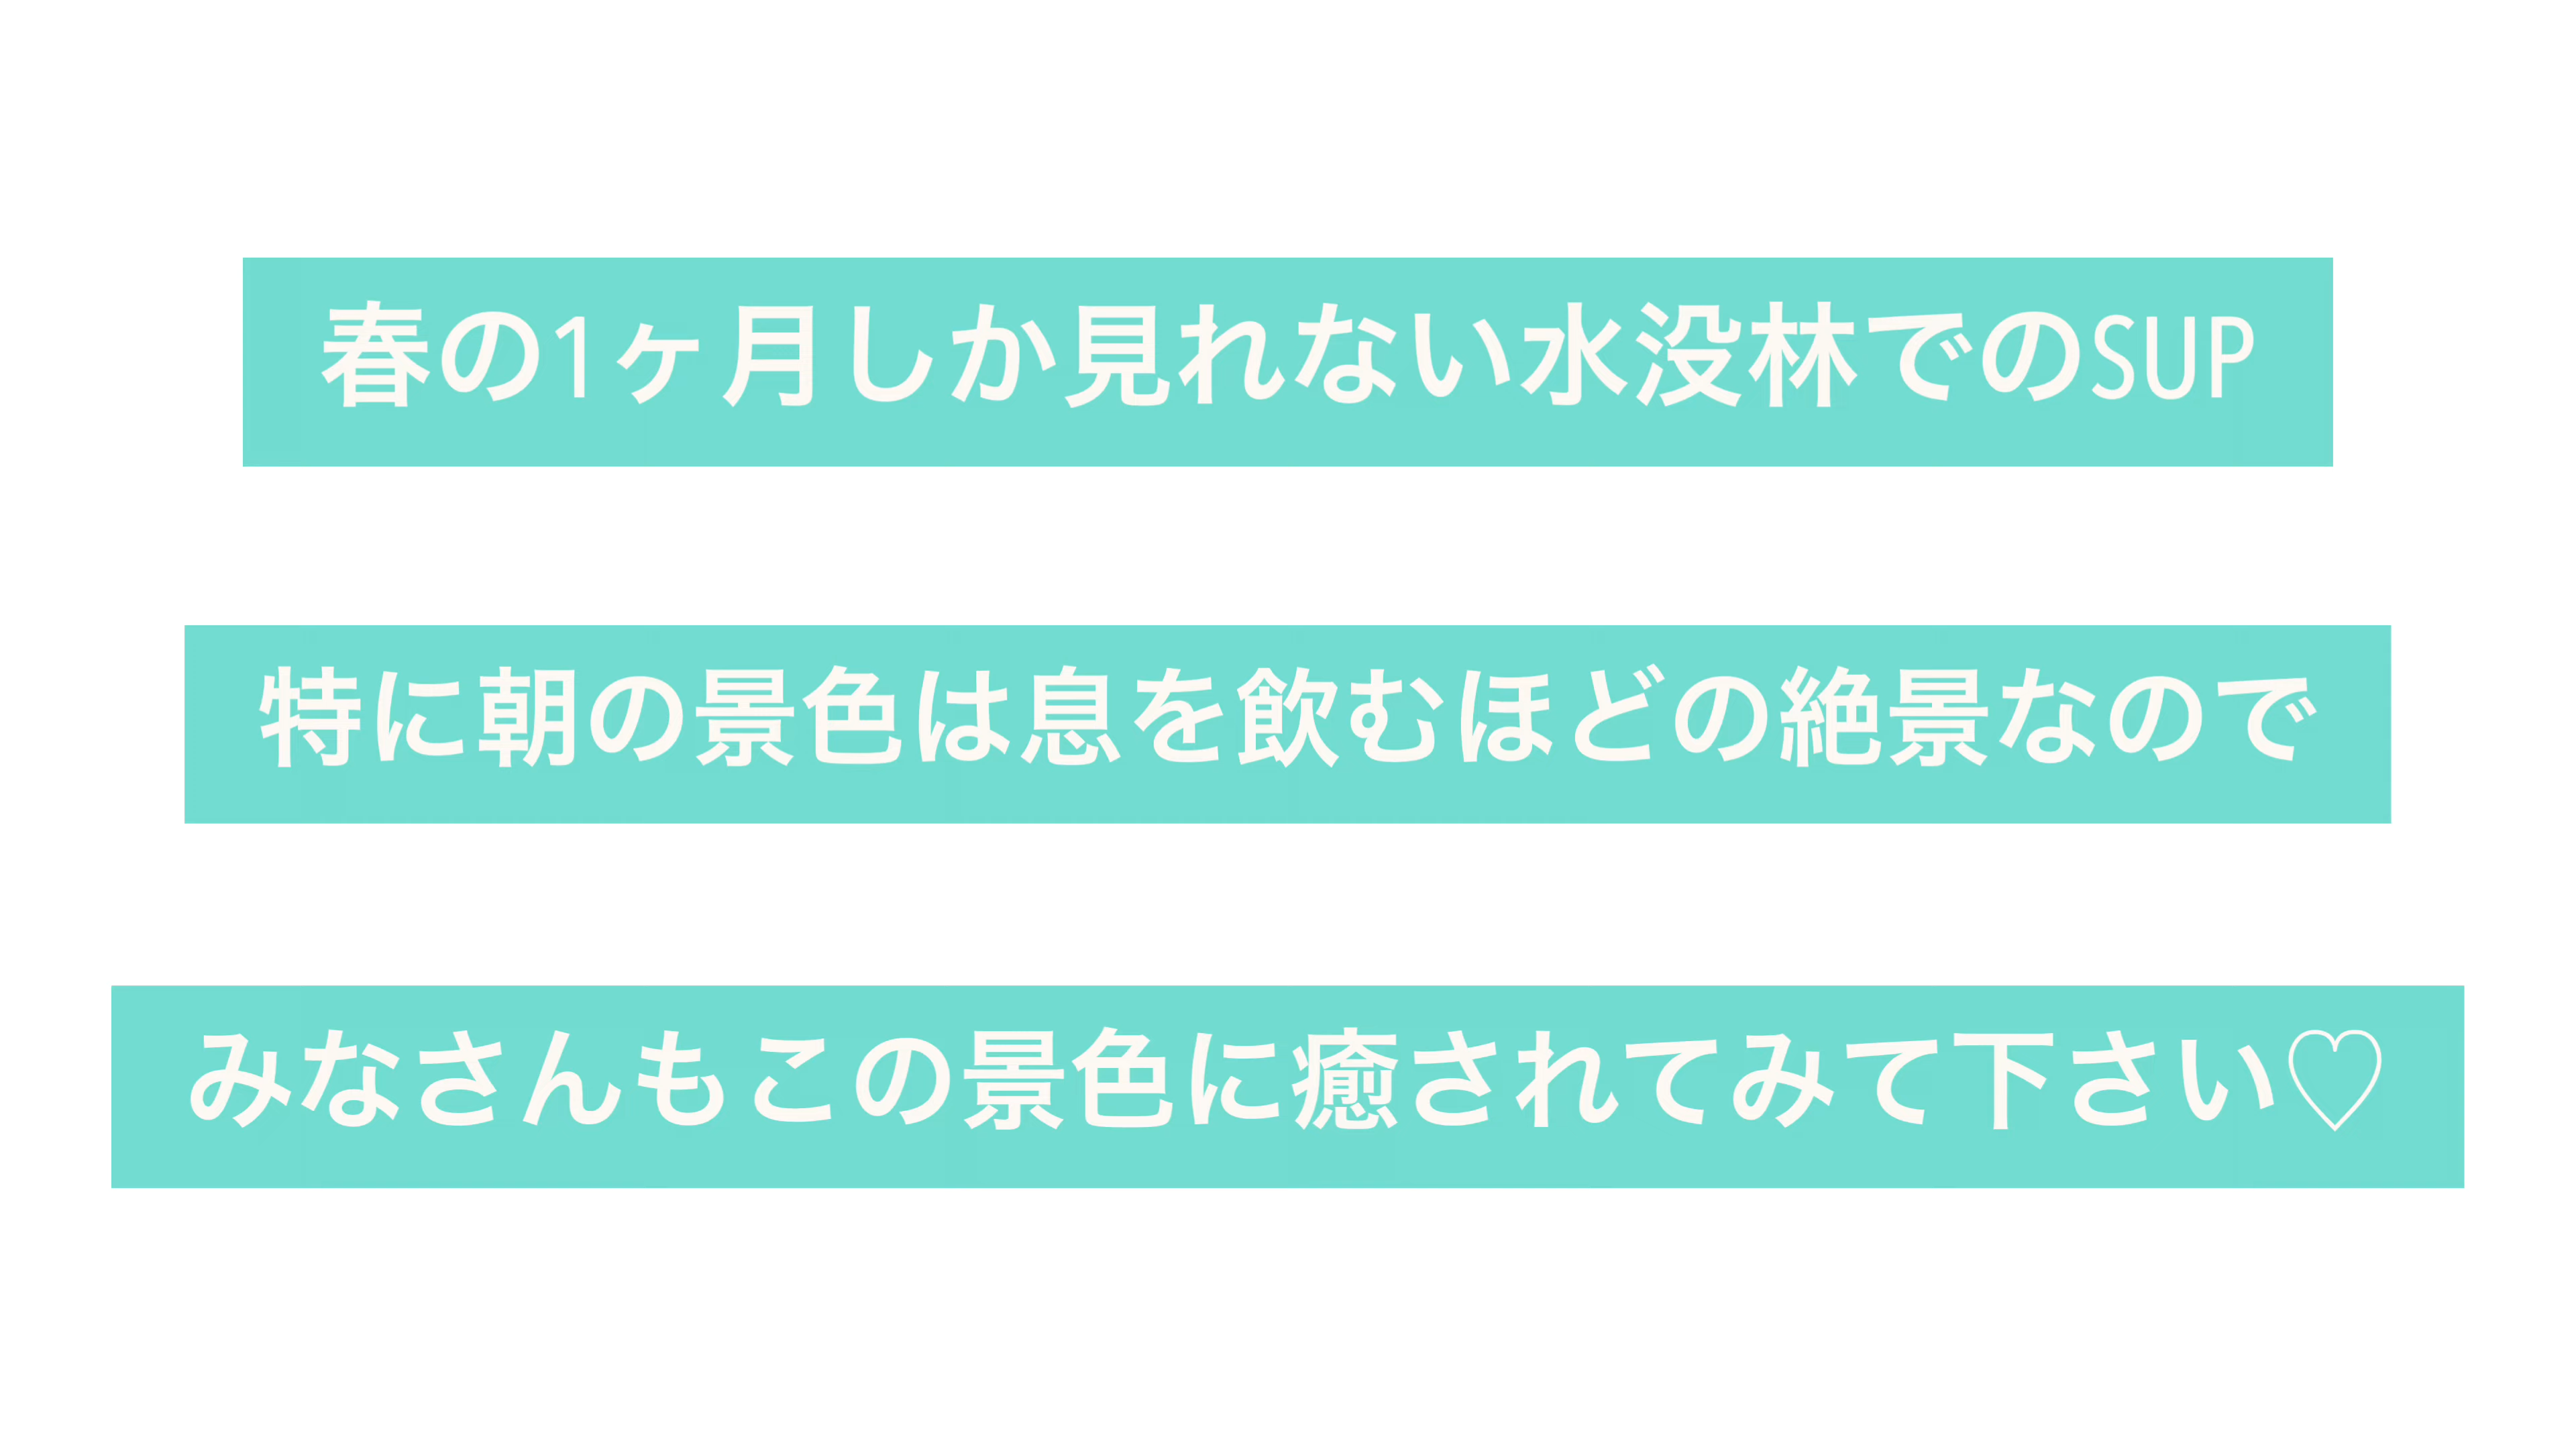 春の1ヶ月しか見れない水没林でのSUP
特に朝の景色は息を飲むほどの絶景なので
みなさんもこの景色に癒されてみて下さい♡